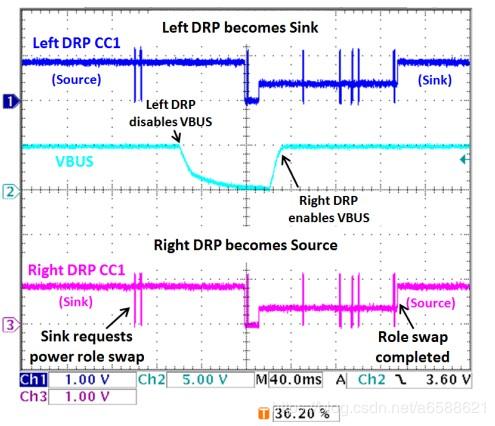 Left DRP becomes Sink
Left DRP CC1
(Source)
(Sink)
1
Left DRP
disables VBUS
VBUS
2
Right DRP
enables VBUS
Right DRP becomes Source
Right DRP CC1
(Sink)
(Source)
3
Sink requests
power role swap
Role swap
completed
Ch1 1.00 V Ch2 5.00 V M 40.0ms A Ch2 3.60 V
Ch3 1.00 V
T 36.20 %